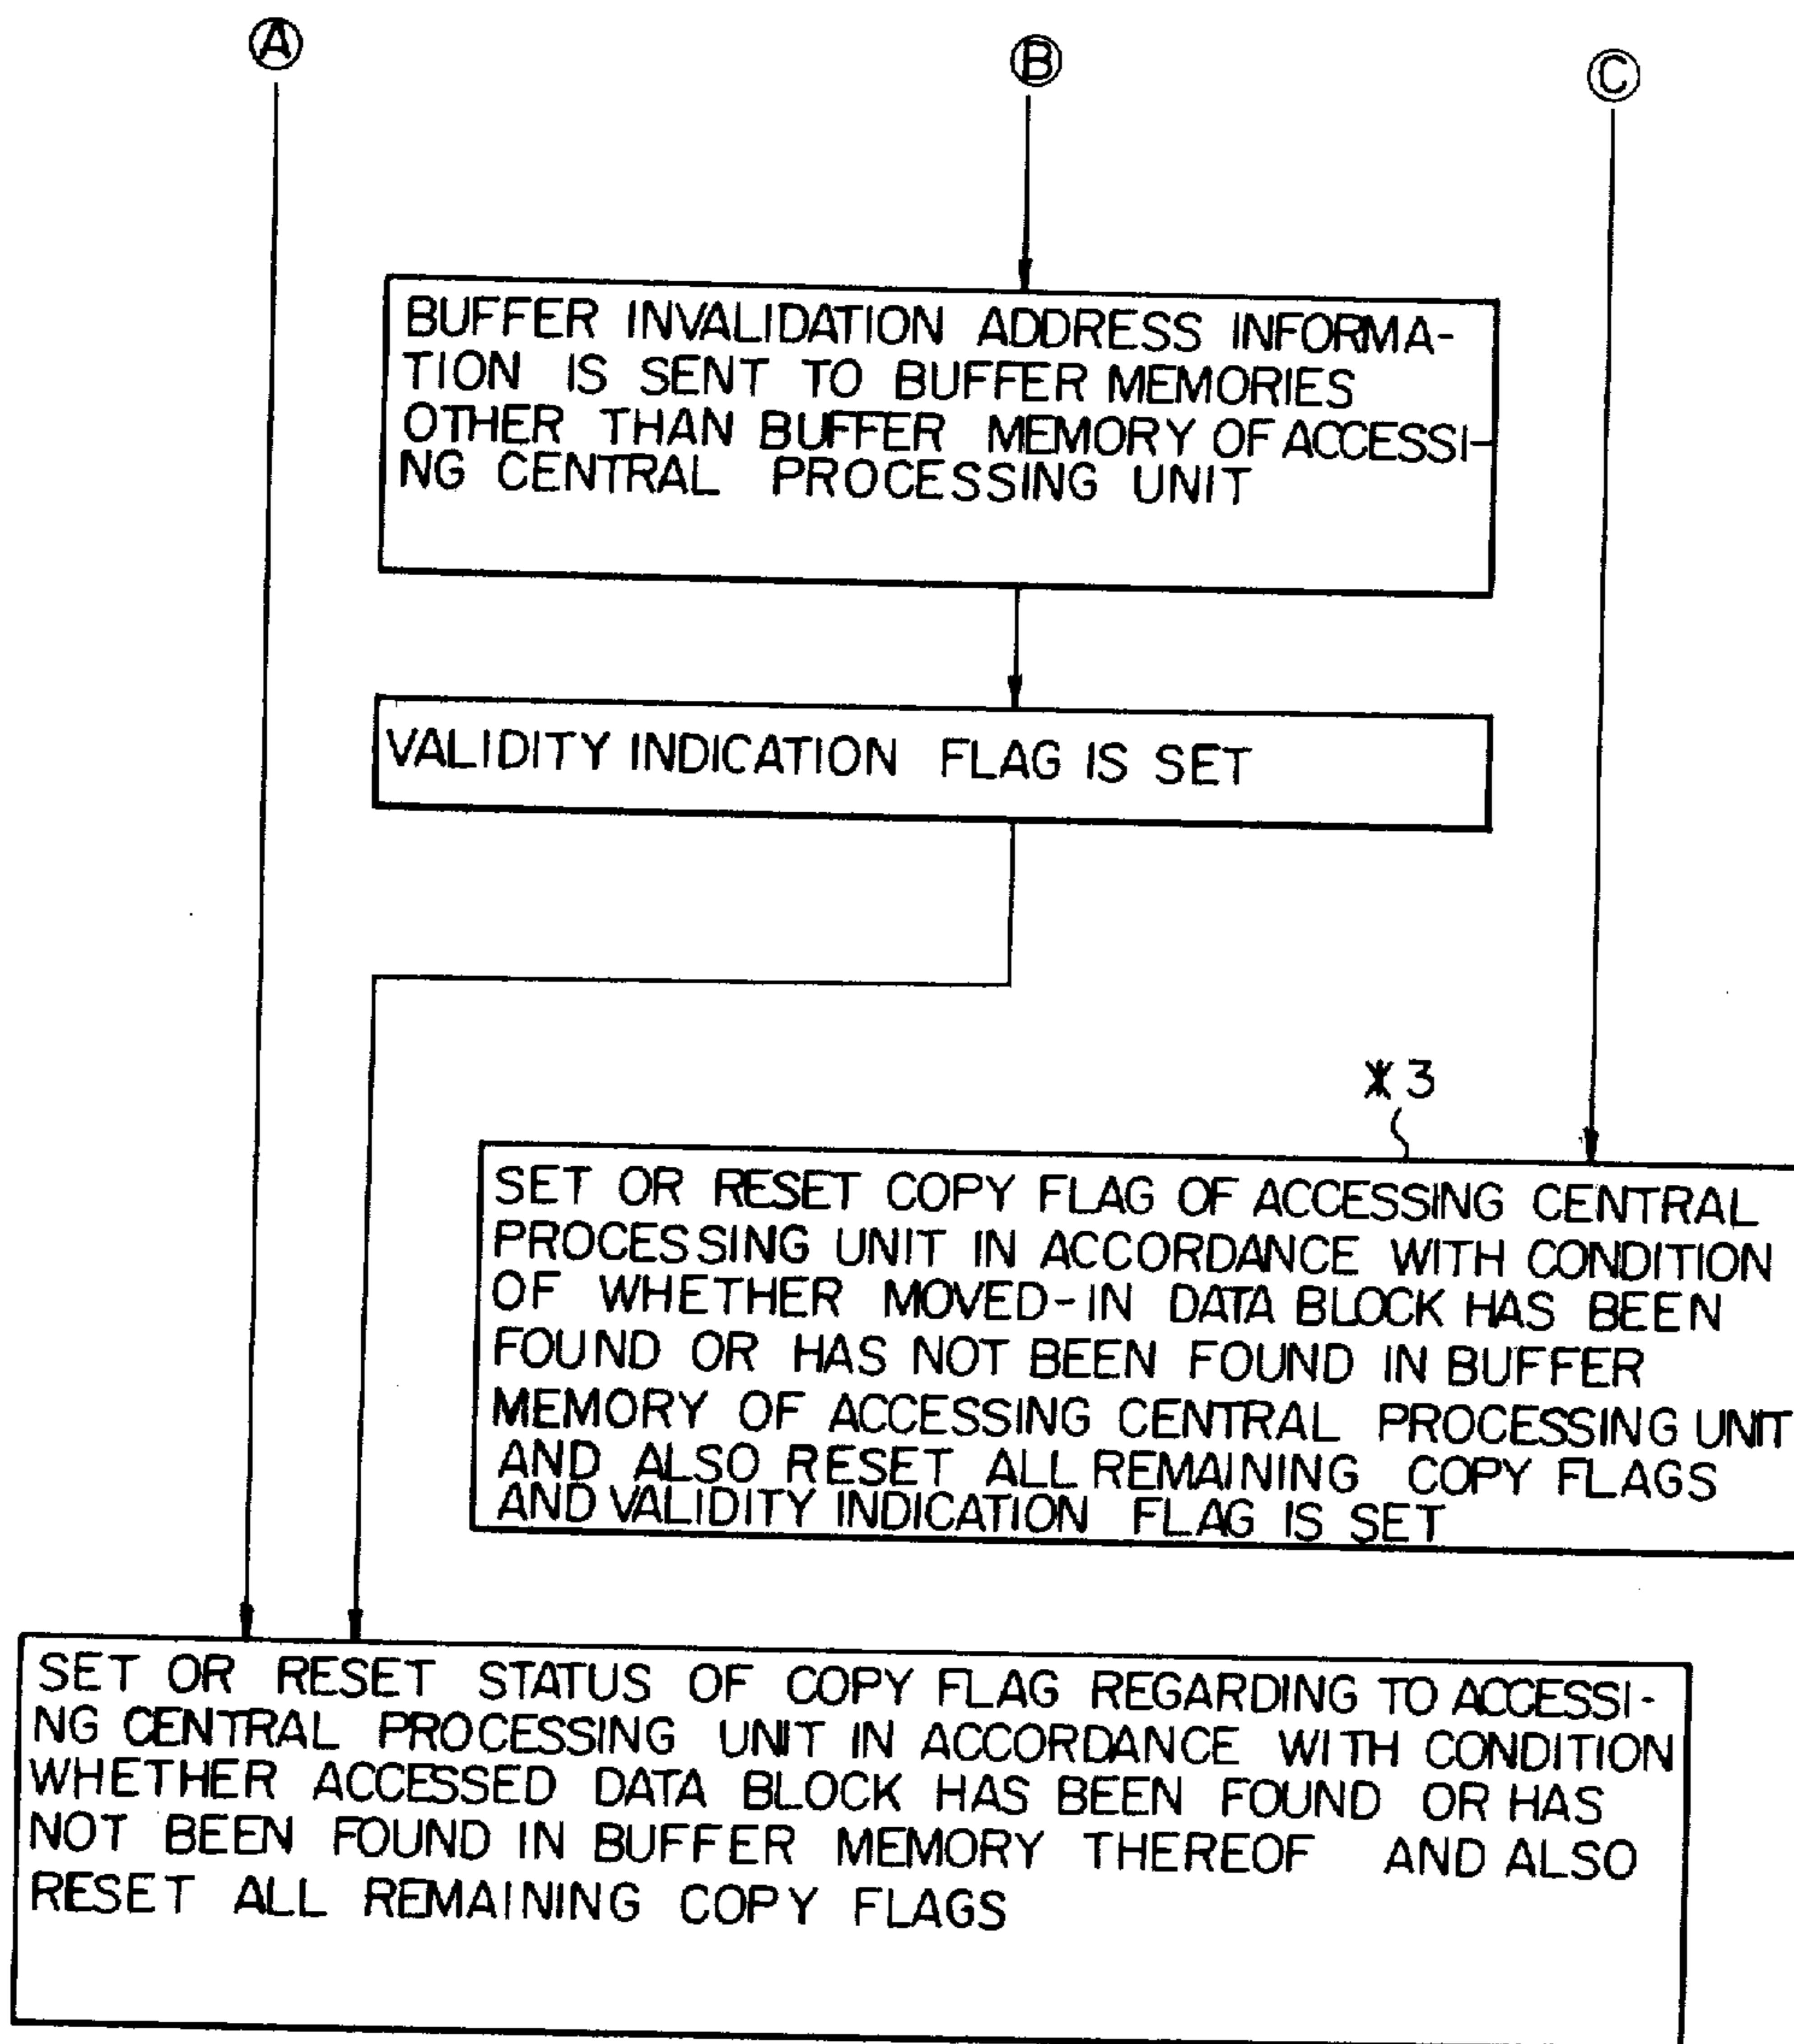 A
B
C
BUFFER INVALIDATION ADDRESS INFORMA-
TION IS SENT TO BUFFER MEMORIES
OTHER THAN BUFFER MEMORY OF ACCESSI-
NG CENTRAL PROCESSING UNIT
VALIDITY INDICATION FLAG IS SET
*3
SET OR RESET COPY FLAG OF ACCESSING CENTRAL
PROCESSING UNIT IN ACCORDANCE WITH CONDITION
OF WHETHER MOVED-IN DATA BLOCK HAS BEEN
FOUND OR HAS NOT BEEN FOUND IN BUFFER
MEMORY OF ACCESSING CENTRAL PROCESSING UNIT
AND ALSO RESET ALL REMAINING COPY FLAGS
AND VALIDITY INDICATION FLAG IS SET
SET OR RESET STATUS OF COPY FLAG REGARDING TO ACCESSI-
NG CENTRAL PROCESSING UNIT IN ACCORDANCE WITH CONDITION
WHETHER ACCESSED DATA BLOCK HAS BEEN FOUND OR HAS
NOT BEEN FOUND IN BUFFER MEMORY THEREOF AND ALSO
RESET ALL REMAINING COPY FLAGS